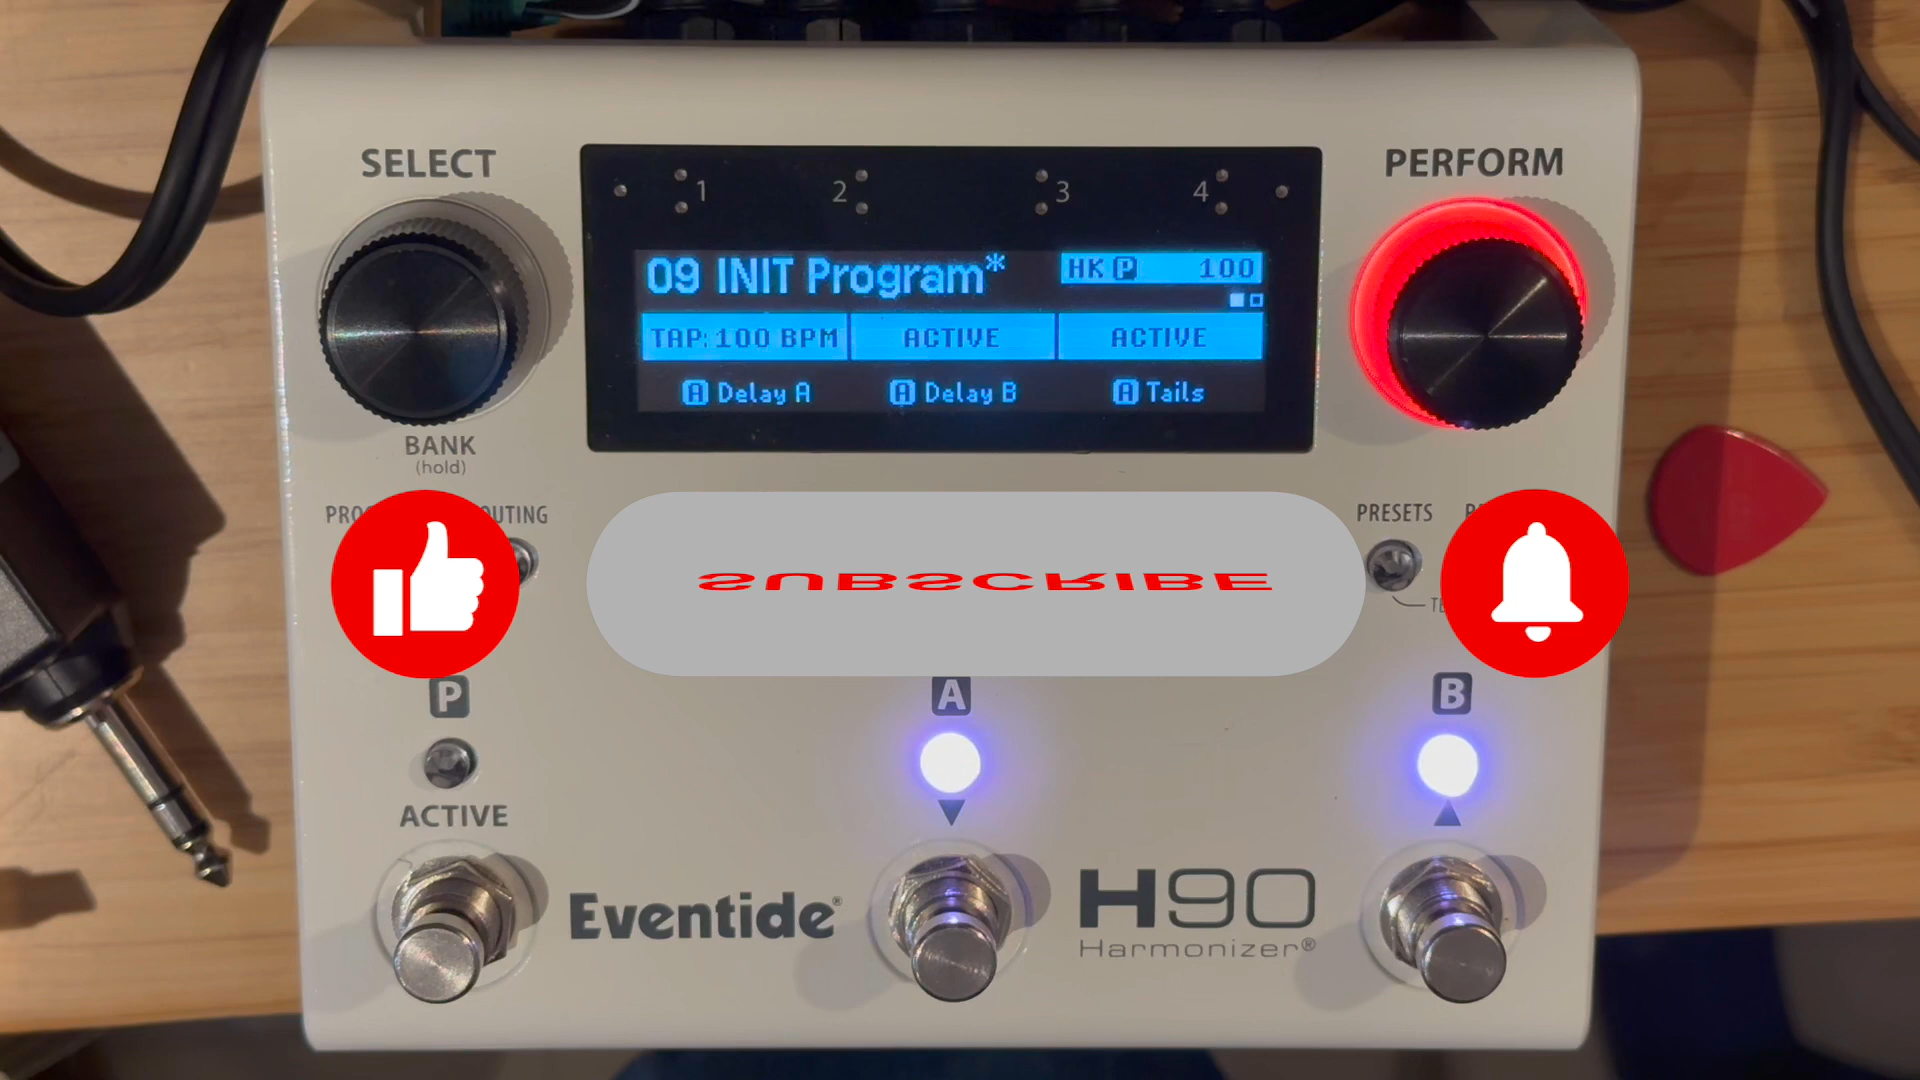 SELECT
PERFORM
1 2 3 4
09 INIT Program*
HK P 100
TAP: 100 BPM ACTIVE ACTIVE
A Delay A A Delay B A Tails
BANK
(hold)
PRESETS
SUBSCRIBE
P A B
ACTIVE
Eventide®
H90
Harmonizer®